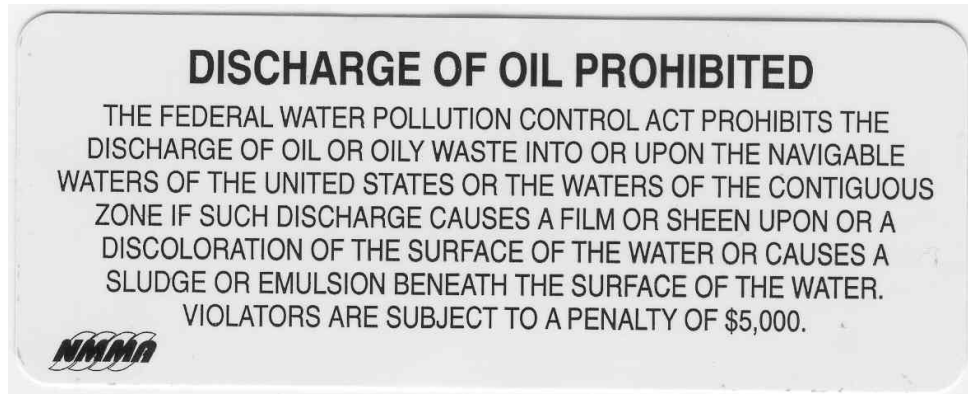 DISCHARGE OF OIL PROHIBITED
THE FEDERAL WATER POLLUTION CONTROL ACT PROHIBITS THE
DISCHARGE OF OIL OR OILY WASTE INTO OR UPON THE NAVIGABLE
WATERS OF THE UNITED STATES OR THE WATERS OF THE CONTIGUOUS
ZONE IF SUCH DISCHARGE CAUSES A FILM OR SHEEN UPON OR A
DISCOLORATION OF THE SURFACE OF THE WATER OR CAUSES A
SLUDGE OR EMULSION BENEATH THE SURFACE OF THE WATER.
VIOLATORS ARE SUBJECT TO A PENALTY OF $5,000.
NMMA